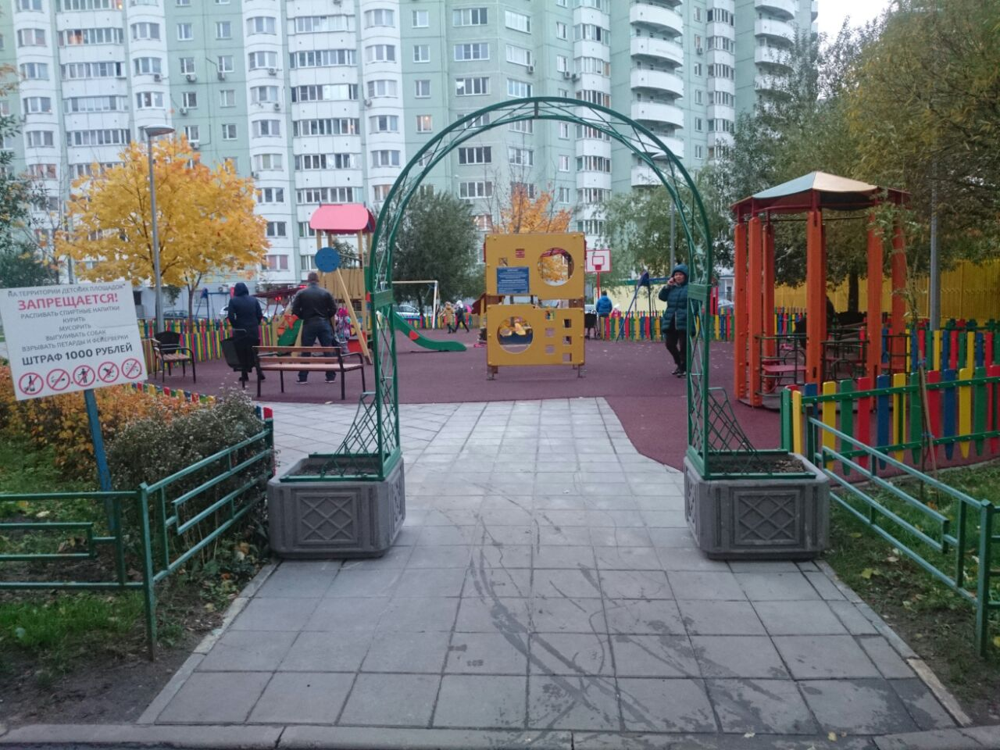 НА ТЕРРИТОРИИ ДЕТСКИХ ПЛОЩАДОК
ЗАПРЕЩАЕТСЯ!
РАСПИВАТЬ СПИРТНЫЕ НАПИТКИ
КУРИТЬ
МУСОРИТЬ
ВЫГУЛИВАТЬ СОБАК
ВЗРЫВАТЬ ПЕТАРДЫ И ФЕЙЕРВЕРКИ
ШТРАФ 1000 РУБЛЕЙ